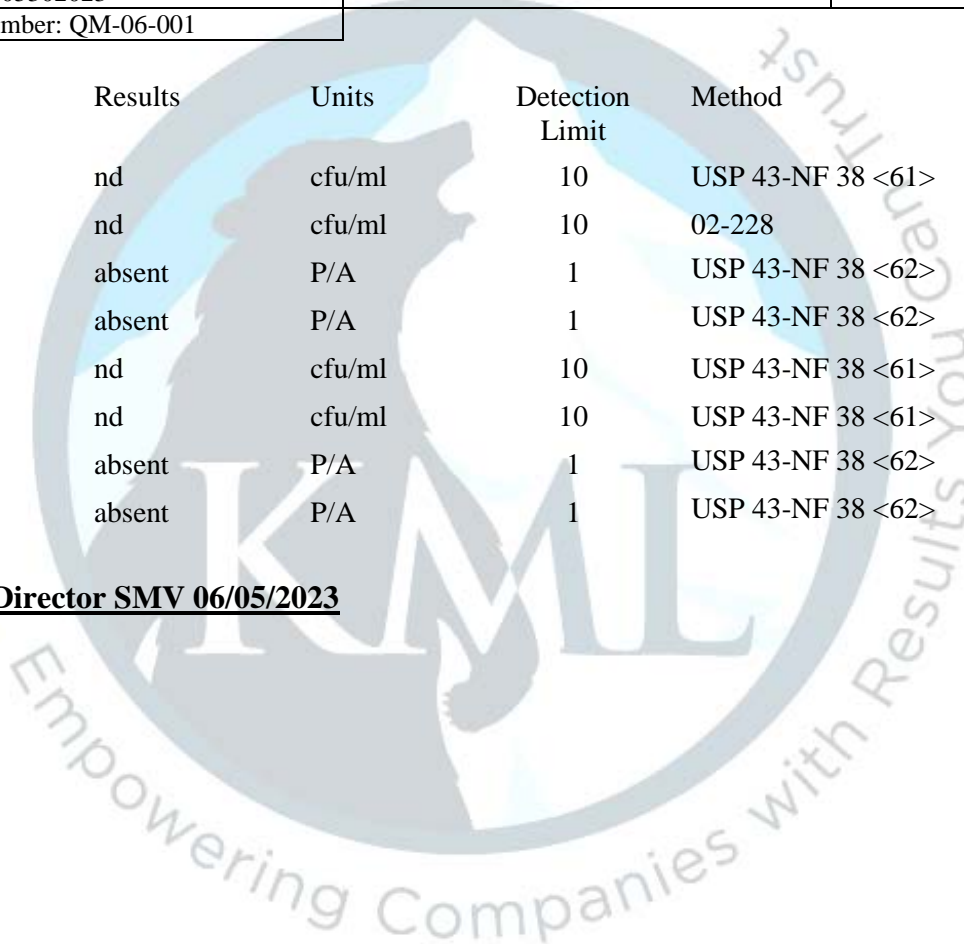 mber: QM-06-001
Results Units Detection Limit Method
nd cfu/ml 10 USP 43-NF 38 <61>
nd cfu/ml 10 02-228
absent P/A 1 USP 43-NF 38 <62>
absent P/A 1 USP 43-NF 38 <62>
nd cfu/ml 10 USP 43-NF 38 <61>
nd cfu/ml 10 USP 43-NF 38 <61>
absent P/A 1 USP 43-NF 38 <62>
absent P/A 1 USP 43-NF 38 <62>
Director SMV 06/05/2023
KML
Empowering Companies with Results You Can Trust